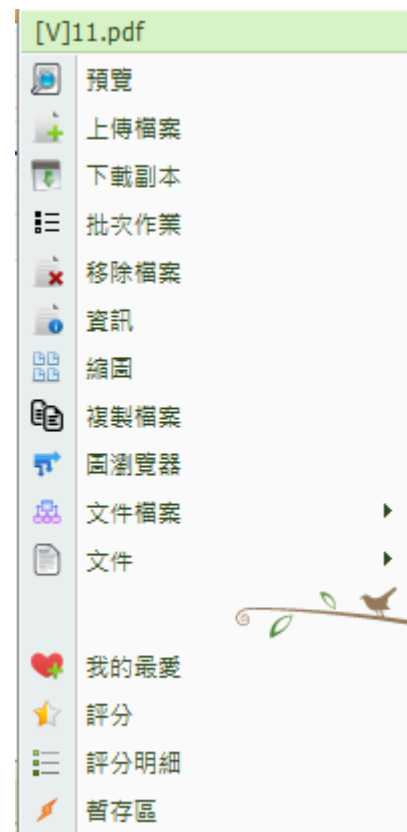 [V]11.pdf
預覽
上傳檔案
下載副本
批次作業
移除檔案
資訊
縮圖
複製檔案
圖瀏覽器
文件檔案
文件
我的最愛
評分
評分明細
暫存區